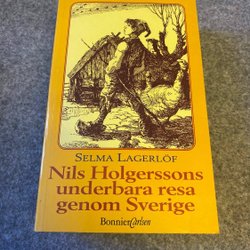 SELMA LAGERLÖF
Nils Holgerssons
underbara resa
genom Sverige
BonnierCarlsen